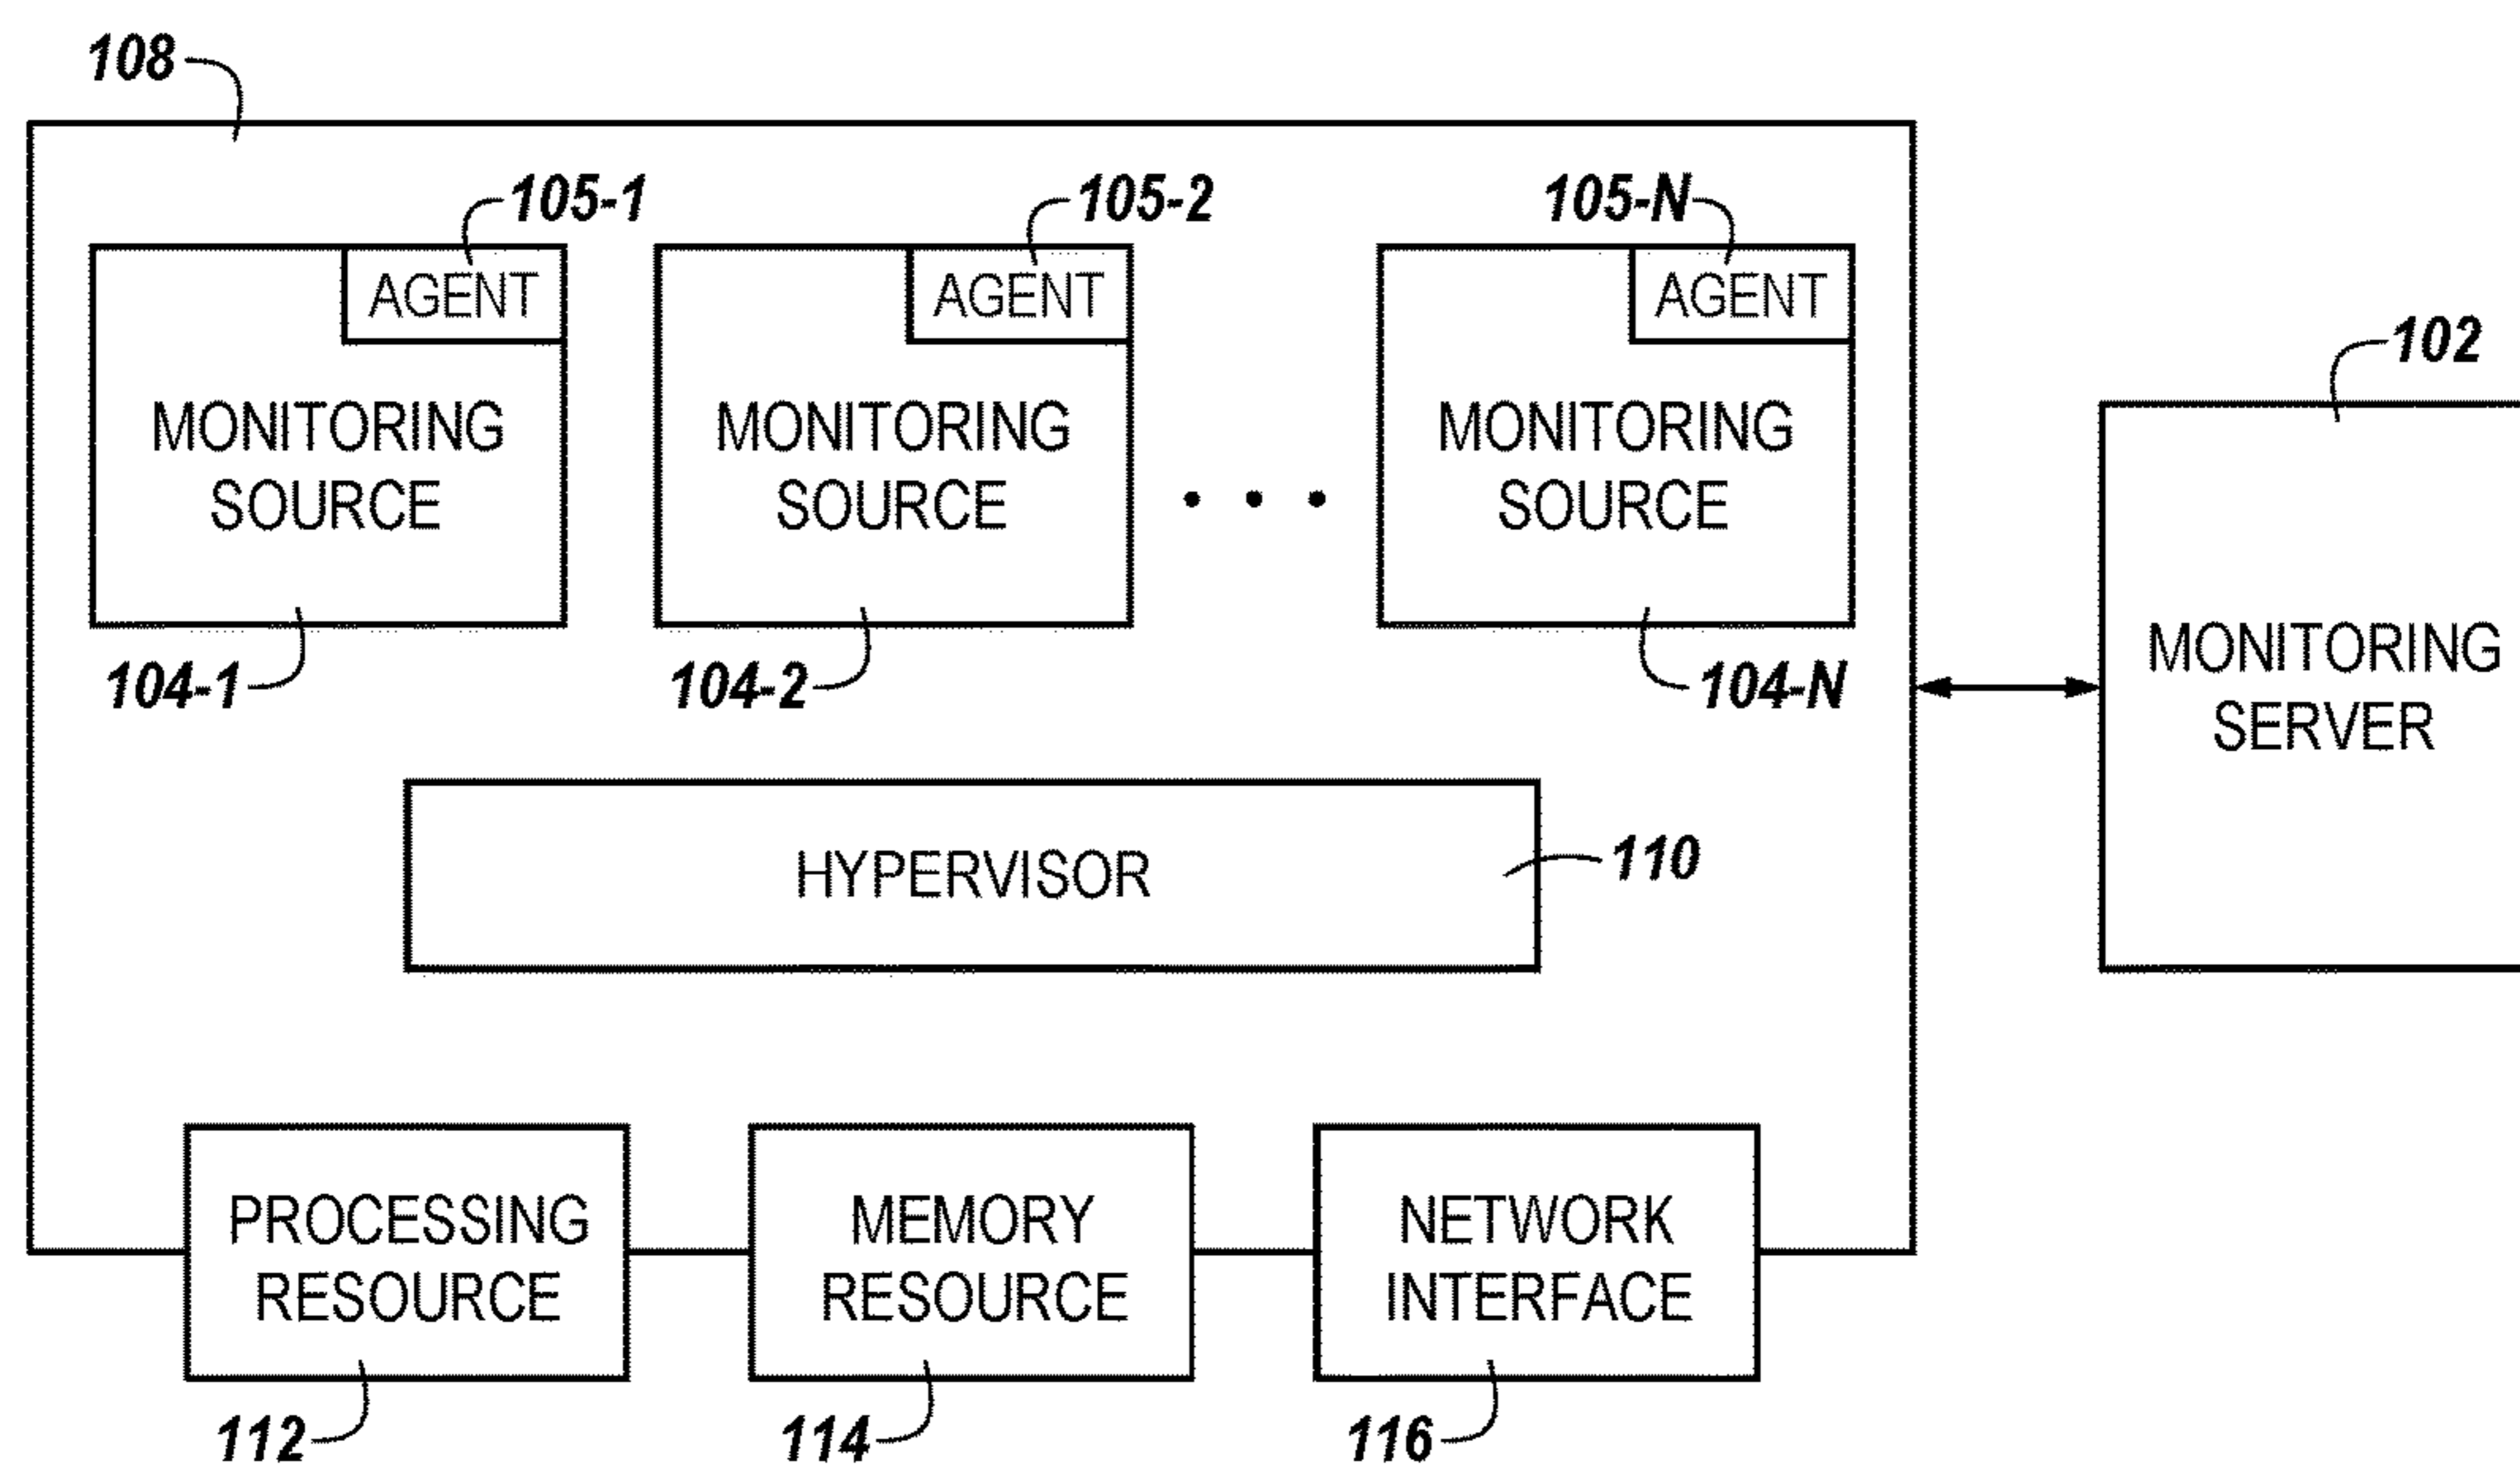 108
105-1
105-2
105-N
AGENT
AGENT
AGENT
102
MONITORING
SOURCE
MONITORING
SOURCE
MONITORING
SOURCE
104-1
104-2
104-N
MONITORING
SERVER
HYPERVISOR
110
PROCESSING
RESOURCE
MEMORY
RESOURCE
NETWORK
INTERFACE
112
114
116